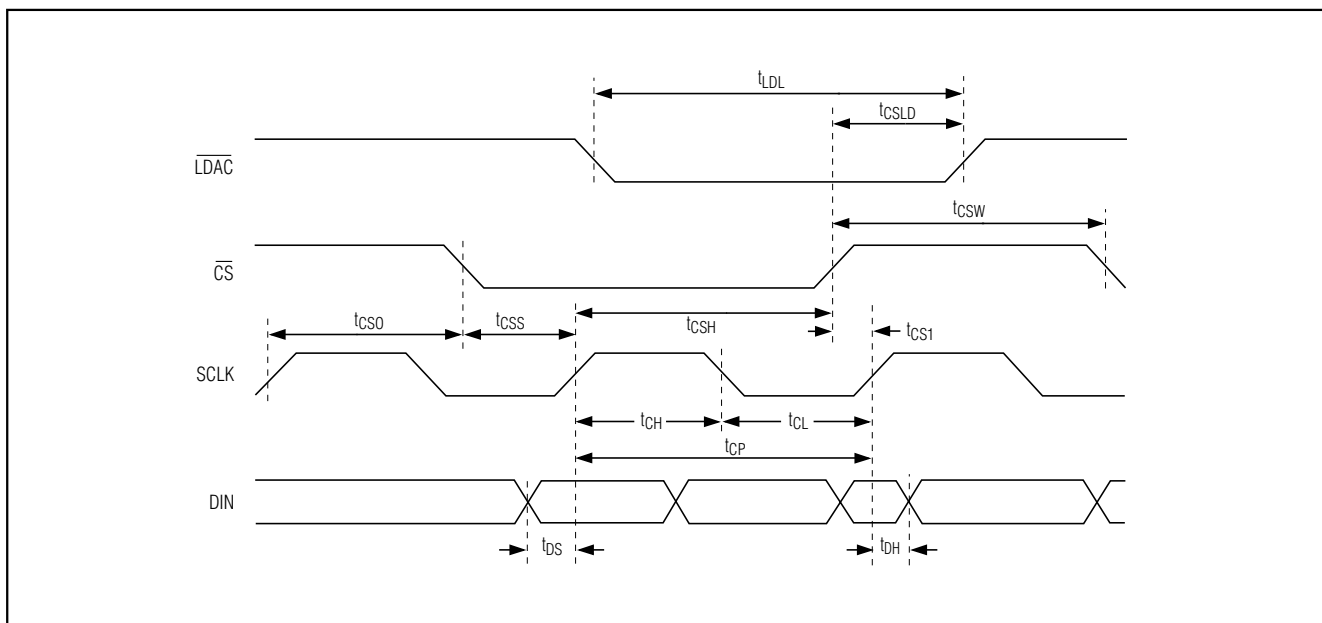 tLDL
tCSLD
LDAC
tCSW
CS
tCSO
tCSS
tCSH
tCS1
SCLK
tCH
tCL
tCP
DIN
tDS
tDH